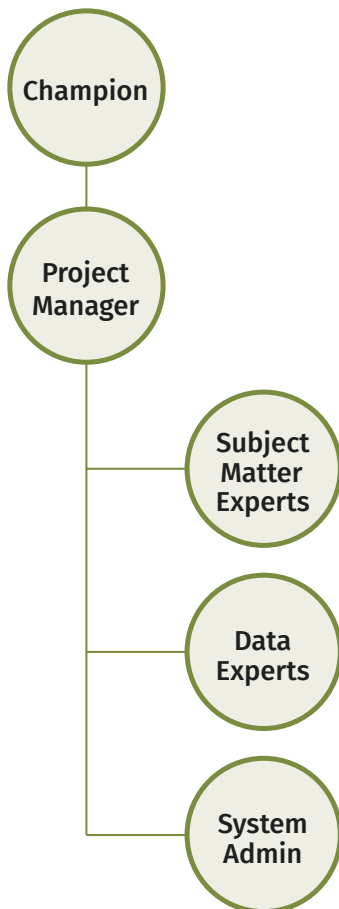 Champion
Project
Manager
Subject
Matter
Experts
Data
Experts
System
Admin